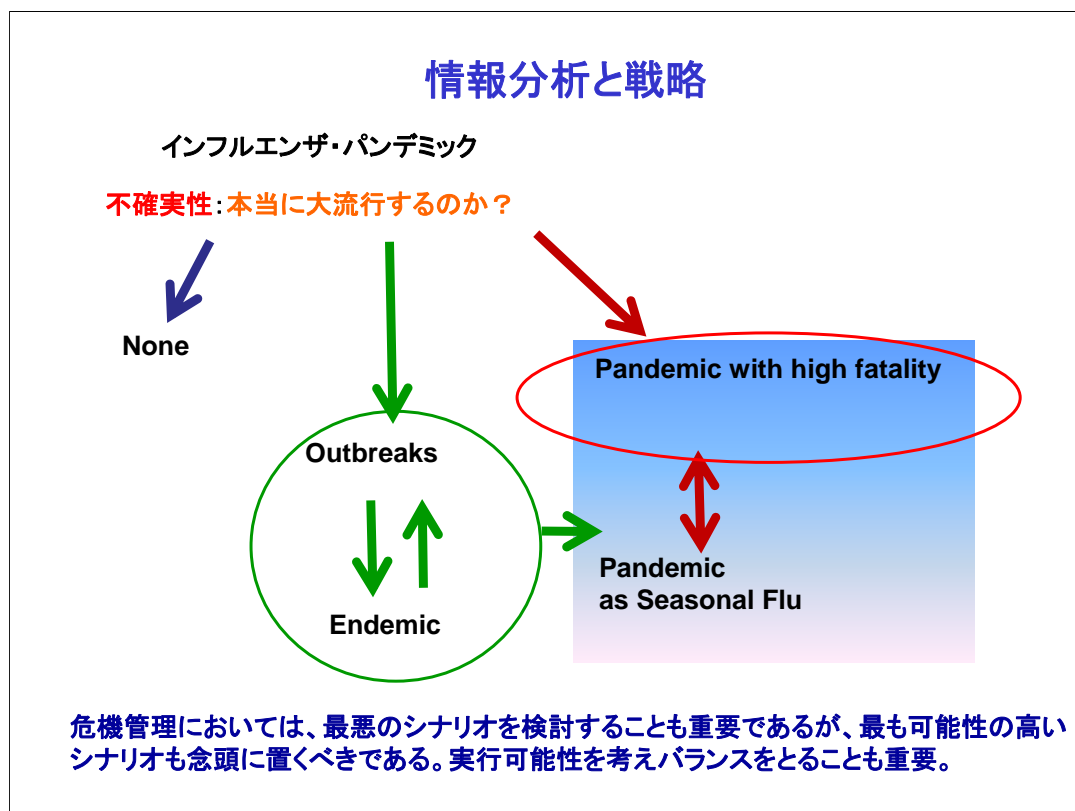 情報分析と戦略
インフルエンザ・パンデミック
不確実性：本当に大流行するのか？
None
Pandemic with high fatality
Outbreaks
Pandemic
as Seasonal Flu
Endemic
危機管理においては、最悪のシナリオを検討することも重要であるが、最も可能性の高い
シナリオも念頭に置くべきである。実行可能性を考えバランスをとることも重要。